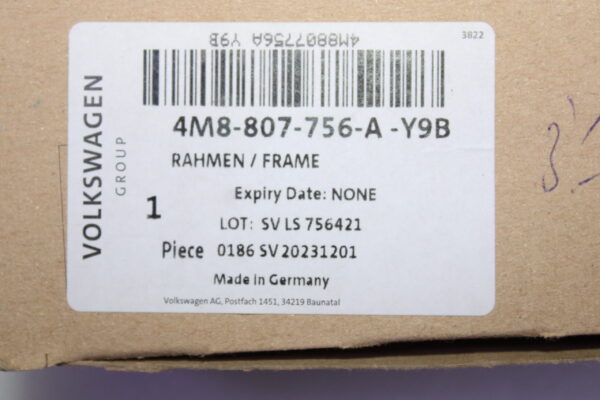 3822
4M8807756A Y9B
4M8-807-756-A -Y9B
RAHMEN / FRAME
Expiry Date: NONE
1
LOT: SV LS 756421
Piece 0186 SV 20231201
Made in Germany
Volkswagen AG, Postfach 1451, 34219 Baunatal
VOLKSWAGEN
GROUP